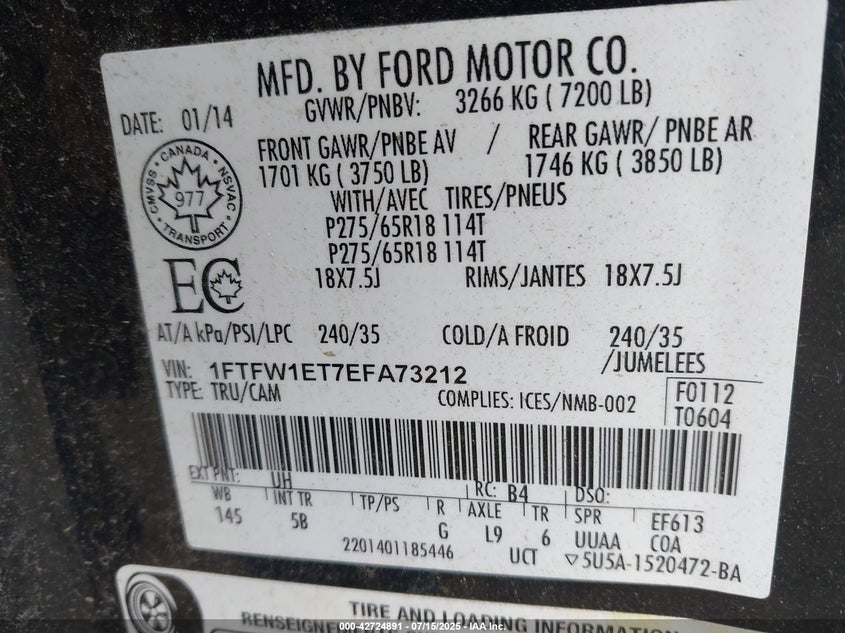 MFD. BY FORD MOTOR CO.
DATE: 01/14
GVWR/PNBV: 3266 KG ( 7200 LB)
FRONT GAWR/PNBE AV / REAR GAWR/ PNBE AR
1701 KG ( 3750 LB) 1746 KG ( 3850 LB)
WITH/AVEC TIRES/PNEUS
P275/65R18 114T
P275/65R18 114T
18X7.5J RIMS/JANTES 18X7.5J
CANADA
CMVSS NSVAC
977
TRANSPORT
EC
AT/A kPa/PSI/LPC 240/35 COLD/A FROID 240/35
/JUMELEES
VIN: 1FTFW1ET7EFA73212
TYPE: TRU/CAM COMPLIES: ICES/NMB-002
F0112
T0604
EXT PNT: UH RC: B4 DSO:
WB INT TR TP/PS R AXLE TR SPR EF613
145 5B G L9 6 UUAA COA
2201401185446 UCT ▽5U5A-1520472-BA
TIRE AND LOADING INFORMATION
000-42724891 - 07/15/2025 - IAA Inc.